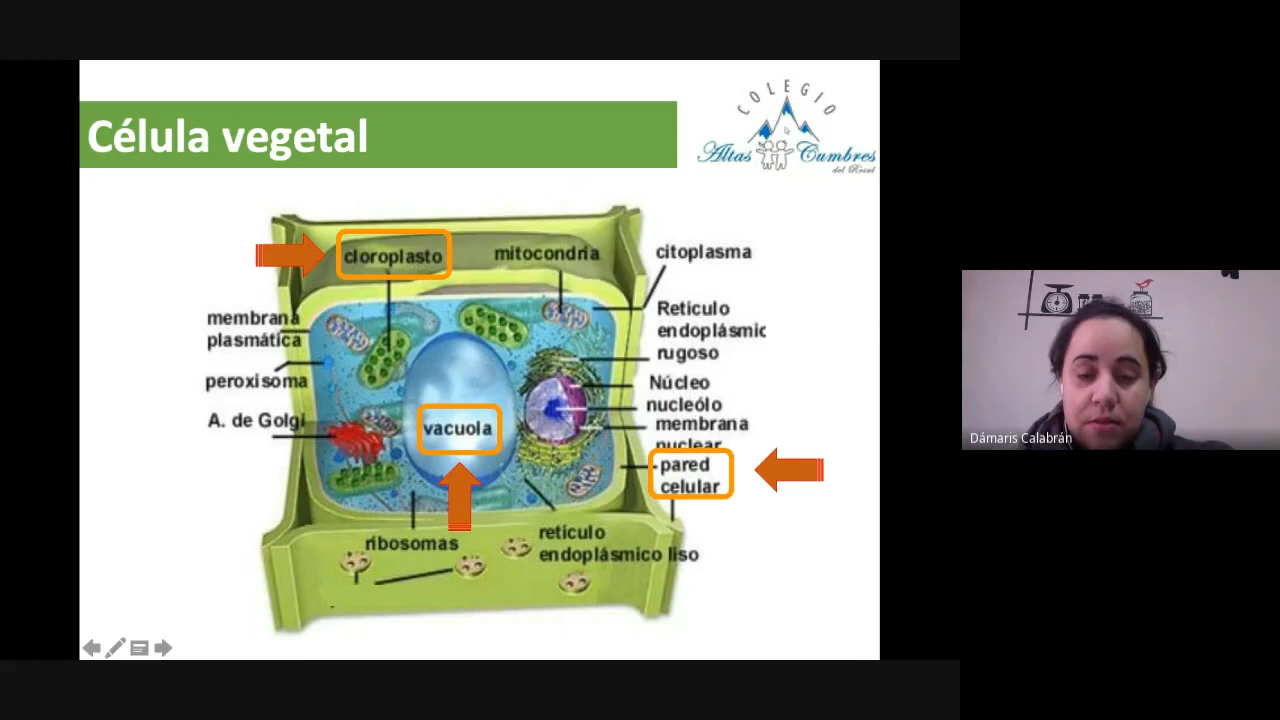 COLEGIO
Altas Cumbres
del Rosal
Célula vegetal
cloroplasto
mitocondria
citoplasma
membrana
plasmática
peroxisoma
A. de Golgi
vacuola
Retículo
endoplásmic
rugoso
Núcleo
nucleólo
membrana
nuclear
pared
celular
ribosomas
retículo
endoplásmico liso
Dámaris Calabrán